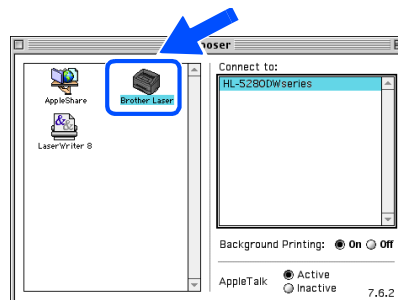 oser
Connect to:
HL-5280DWseries
AppleShare
Brother Laser
LaserWriter 8
Background Printing: On Off
AppleTalk
Active
Inactive
7.6.2